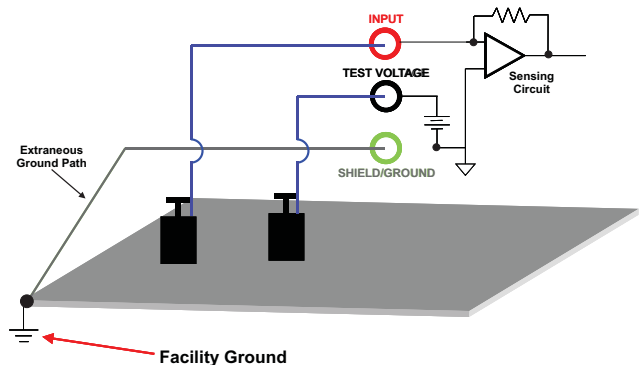 INPUT
TEST VOLTAGE
Sensing
Circuit
Extraneous
Ground Path
SHIELD/GROUND
Facility Ground